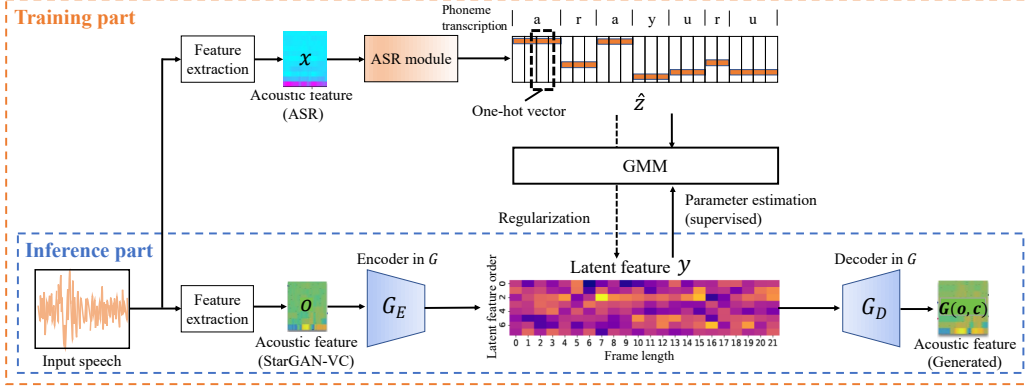 Training part
Phoneme
transcription
a r a y u r u
Feature
extraction
x
Acoustic feature
(ASR)
ASR module
One-hot vector
ẑ
GMM
Regularization
Parameter estimation
(supervised)
Inference part
Input speech
Feature
extraction
O
Acoustic feature
(StarGAN-VC)
Encoder in G
G_E
Latent feature y
Latent feature order
0
2
4
6
0 1 2 3 4 5 6 7 8 9 10 11 12 13 14 15 16 17 18 19 20 21
Frame length
Decoder in G
G_D
G(o, c)
Acoustic feature
(Generated)